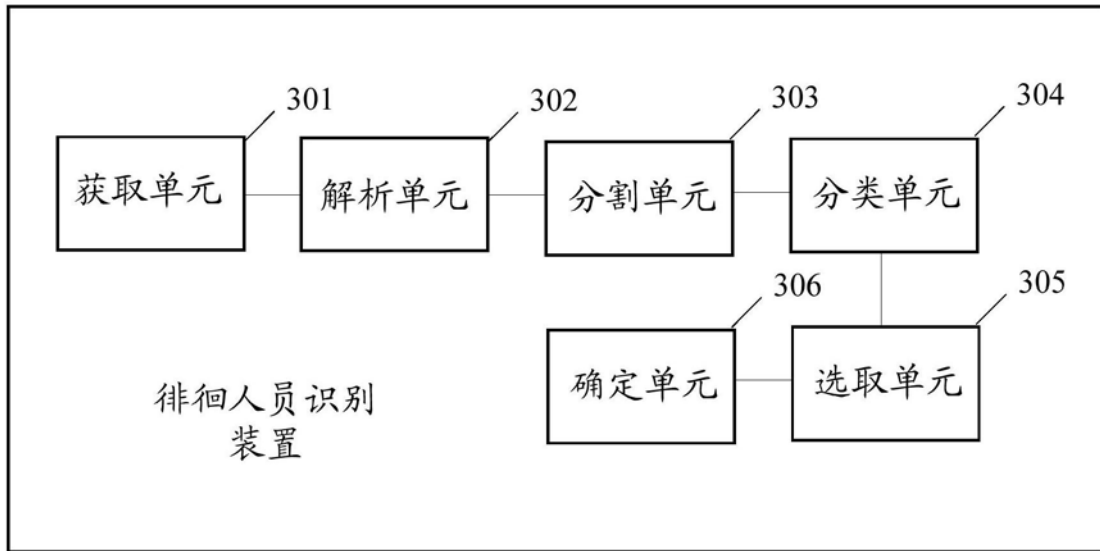 301
302
303
304
获取单元
解析单元
分割单元
分类单元
306
305
确定单元
选取单元
徘徊人员识别
装置